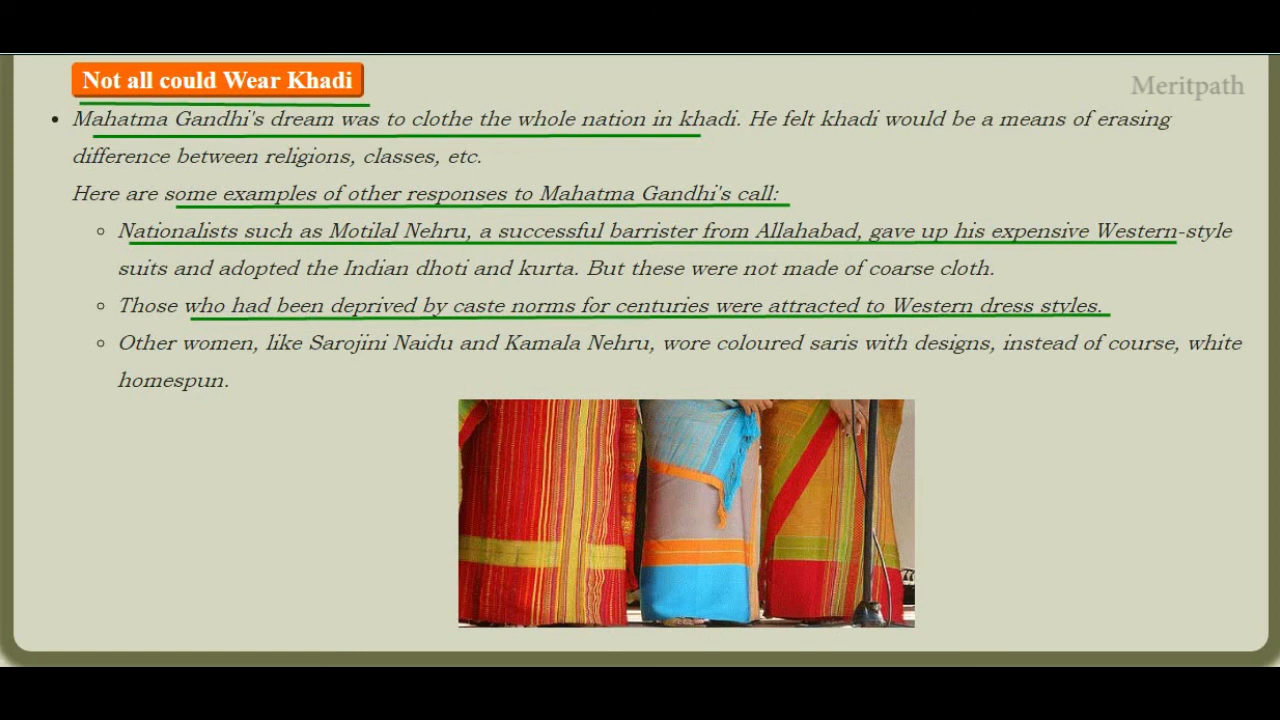 Not all could Wear Khadi
Meritpath
• Mahatma Gandhi's dream was to clothe the whole nation in khadi. He felt khadi would be a means of erasing
difference between religions, classes, etc.
Here are some examples of other responses to Mahatma Gandhi's call:
○ Nationalists such as Motilal Nehru, a successful barrister from Allahabad, gave up his expensive Western-style
suits and adopted the Indian dhoti and kurta. But these were not made of coarse cloth.
○ Those who had been deprived by caste norms for centuries were attracted to Western dress styles.
○ Other women, like Sarojini Naidu and Kamala Nehru, wore coloured saris with designs, instead of course, white
homespun.